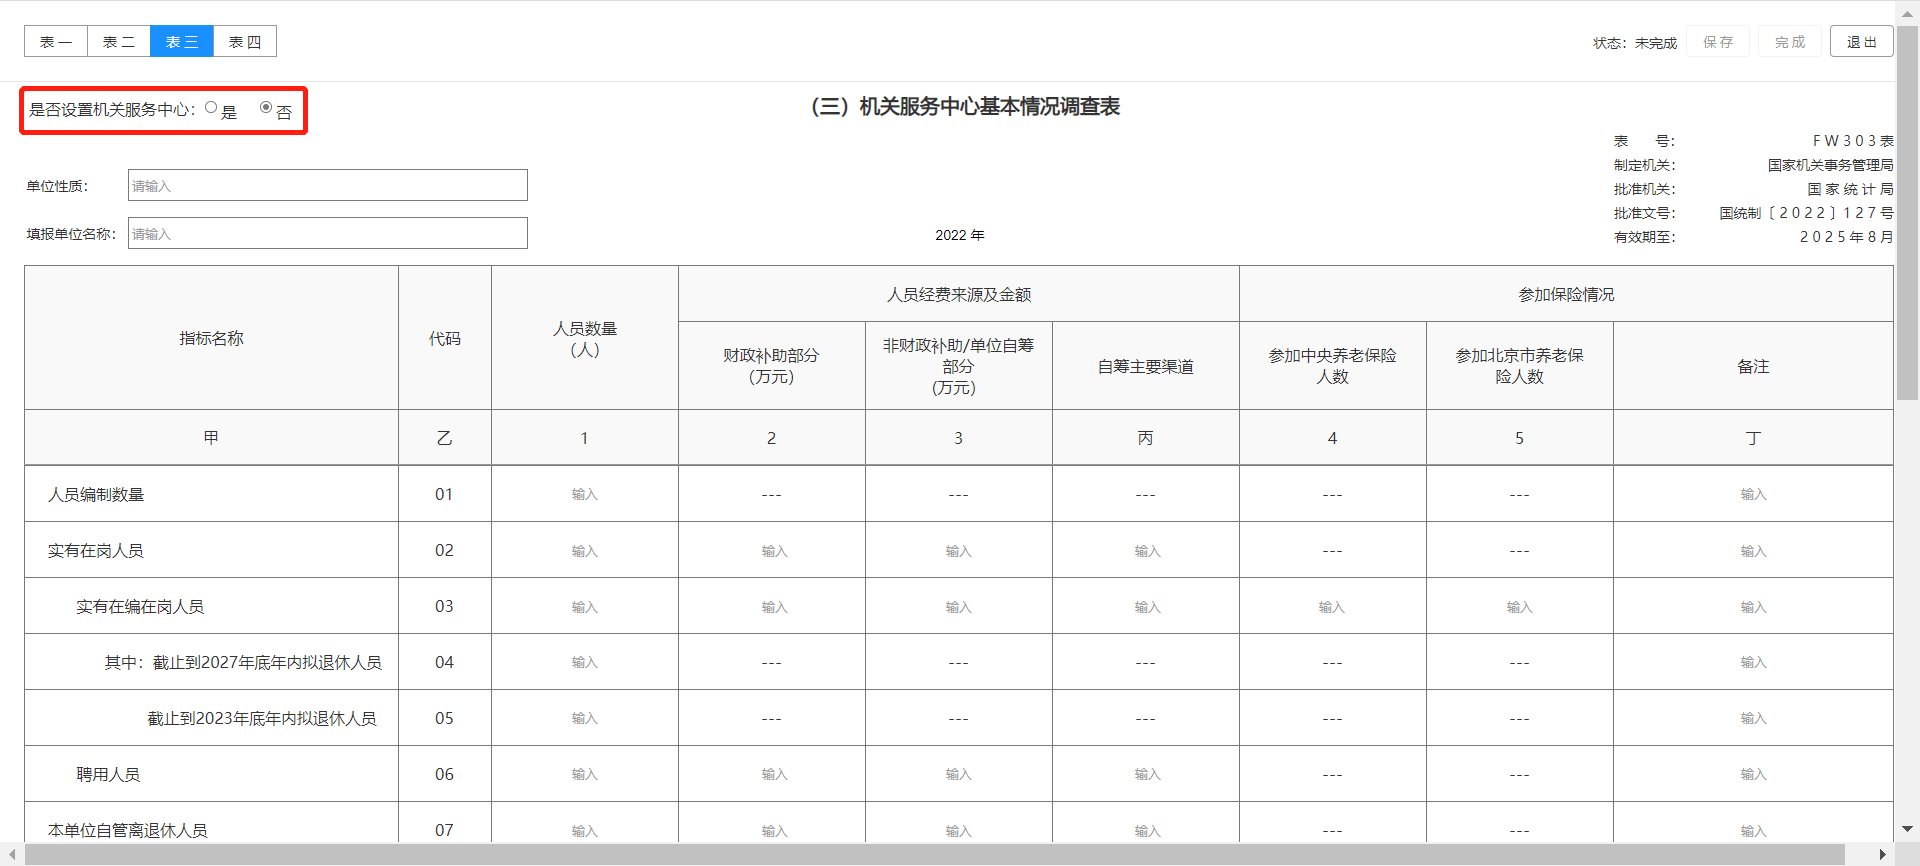 表 一 表 二 表 三 表 四
状态：未完成 保 存 完 成 退 出
是否设置机关服务中心：是 否
（三）机关服务中心基本情况调查表
表 号： F W 3 0 3 表
制定机关： 国家机关事务管理局
批准机关： 国 家 统 计 局
批准文号： 国统制〔２０２２〕１２７号
有效期至： 2 0 2 5 年 8 月
单位性质： 请输入
填报单位名称： 请输入
2022 年
指标名称 代码 人员数量（人） 人员经费来源及金额 参加保险情况
财政补助部分（万元） 非财政补助/单位自筹部分（万元） 自筹主要渠道 参加中央养老保险人数 参加北京市养老保险人数 备注
甲 乙 1 2 3 丙 4 5 丁
人员编制数量 01 输入 --- --- --- --- --- 输入
实有在岗人员 02 输入 输入 输入 输入 --- --- 输入
实有在编在岗人员 03 输入 输入 输入 输入 输入 输入 输入
其中：截止到2027年底年内拟退休人员 04 输入 --- --- --- --- --- 输入
截止到2023年底年内拟退休人员 05 输入 --- --- --- --- --- 输入
聘用人员 06 输入 输入 输入 输入 --- --- 输入
本单位自管离退休人员 07 输入 输入 输入 输入 --- --- 输入